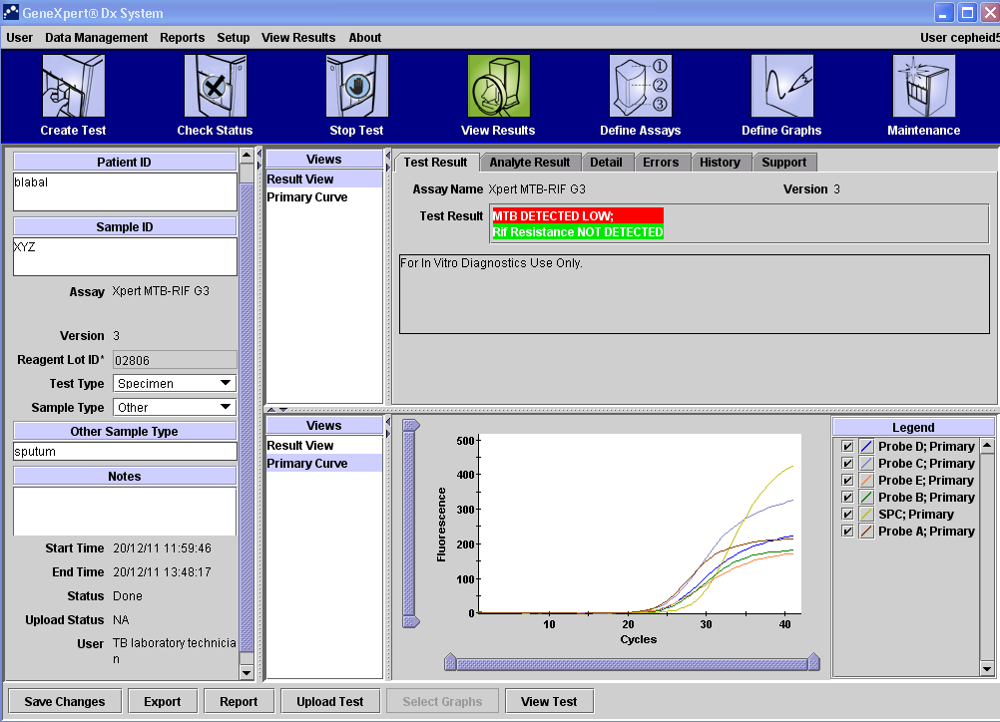 GeneXpert® Dx System
User Data Management Reports Setup View Results About
User cepheid5
Create Test
Check Status
Stop Test
View Results
Define Assays
Define Graphs
Maintenance
Patient ID
blabal
Sample ID
XYZ
Assay Xpert MTB-RIF G3
Version 3
Reagent Lot ID* 02806
Test Type Specimen
Sample Type Other
Other Sample Type
sputum
Notes
Start Time 20/12/11 11:59:46
End Time 20/12/11 13:48:17
Status Done
Upload Status NA
User TB laboratory technicia
n
Views
Result View
Primary Curve
Test Result Analyte Result Detail Errors History Support
Assay Name Xpert MTB-RIF G3 Version 3
Test Result MTB DETECTED LOW;
Rif Resistance NOT DETECTED
For In Vitro Diagnostics Use Only.
Views
Result View
Primary Curve
Fluorescence
500
400
300
200
100
0
10 20 30 40
Cycles
Legend
Probe D; Primary
Probe C; Primary
Probe E; Primary
Probe B; Primary
SPC; Primary
Probe A; Primary
Save Changes Export Report Upload Test Select Graphs View Test